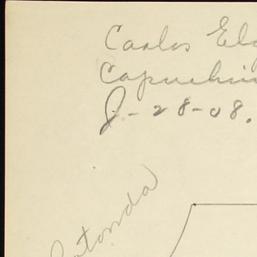 Carlos El
Capuchin
J-28-08.
Rotonda